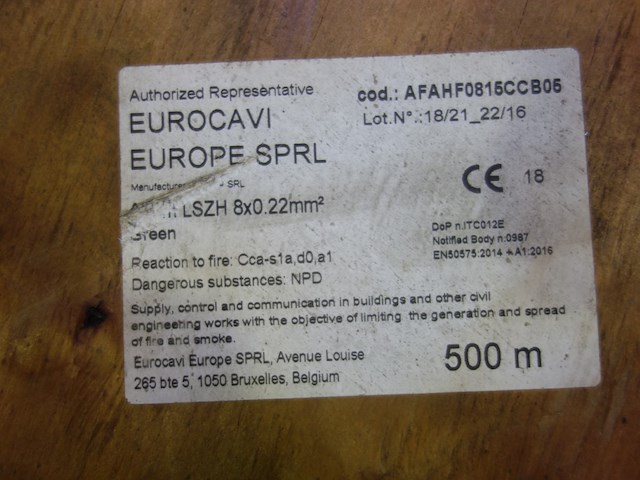 Authorized Representative
cod.: AFAHF0815CCB05
EUROCAVI
Lot.N°.:18/21_22/16
EUROPE SPRL
CE 18
- SRL
LSZH 8x0.22mm²
Green
DoP n.ITC012E
Notified Body n:0987
EN50575:2014 + A1:2016
Reaction to fire: Cca-s1a,d0,a1
Dangerous substances: NPD
Supply, control and communication in buildings and other civil
engineering works with the objective of limiting the generation and spread
of fire and smoke.
Eurocavi Europe SPRL, Avenue Louise
265 bte 5, 1050 Bruxelles, Belgium
500 m